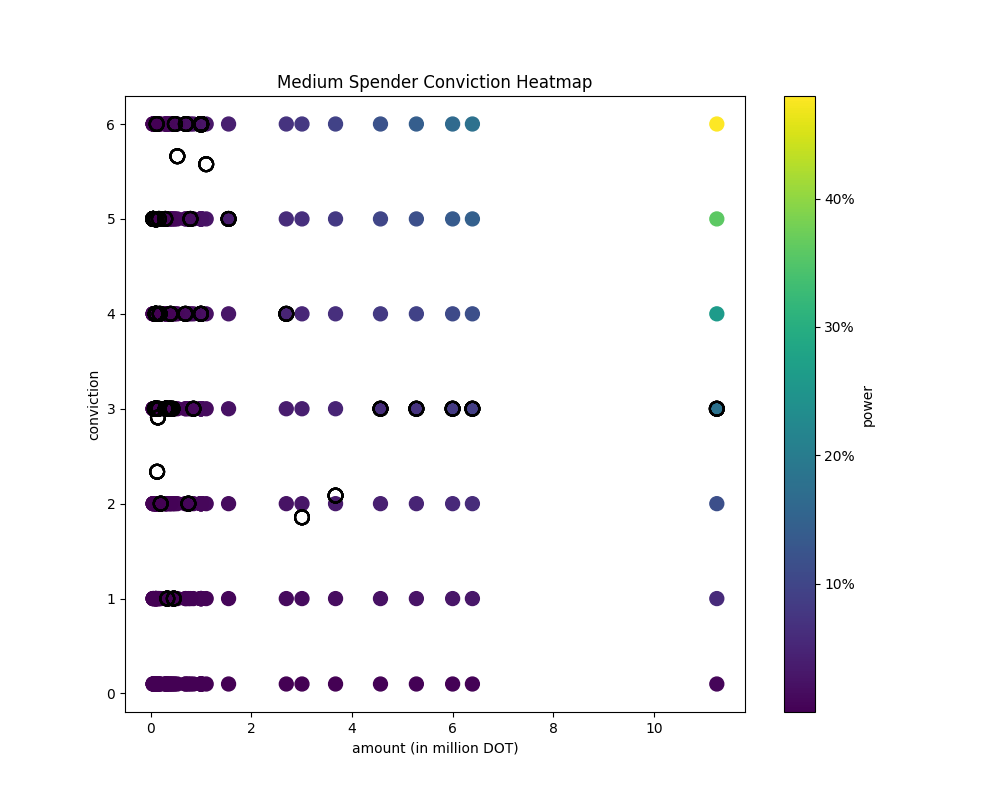 Medium Spender Conviction Heatmap
6
5
4
3
2
1
0
conviction
0 2 4 6 8 10
amount (in million DOT)
40%
30%
20%
10%
power